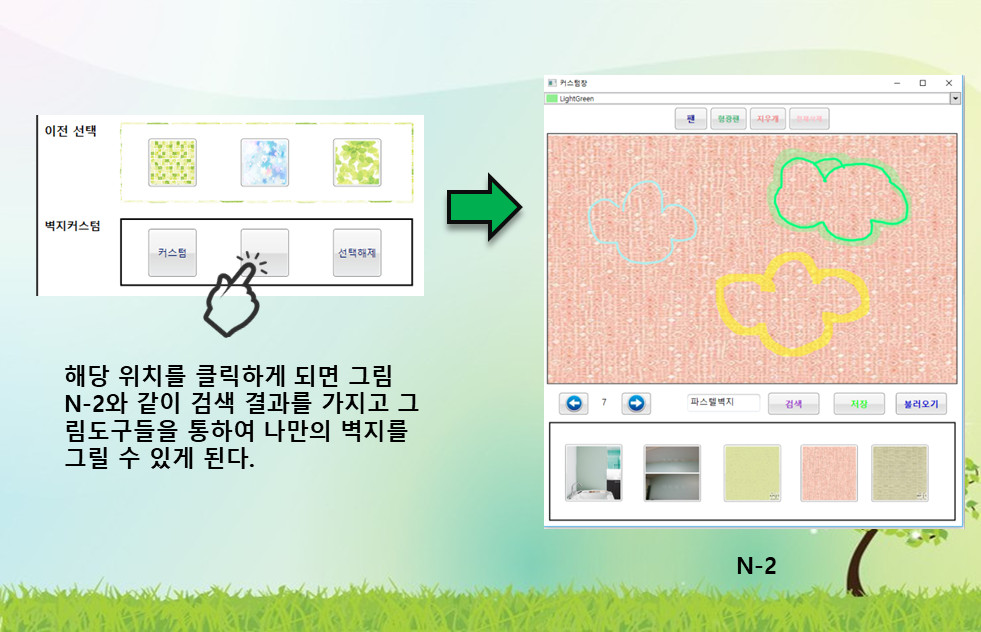 이전 선택
벽지커스텀
커스텀
선택해제
해당 위치를 클릭하게 되면 그림
N-2와 같이 검색 결과를 가지고 그
림도구들을 통하여 나만의 벽지를
그릴 수 있게 된다.
커스텀창
LightGreen
펜
형광펜
지우개
7
파스텔벽지
검색
저장
불러오기
N-2